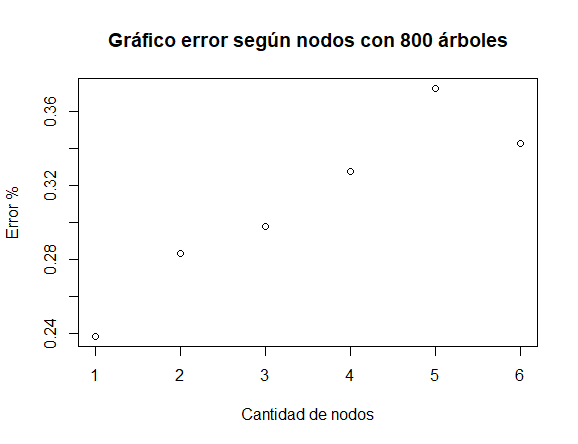 Gráfico error según nodos con 800 árboles
Error %
0.36
0.32
0.28
0.24
1 2 3 4 5 6
Cantidad de nodos